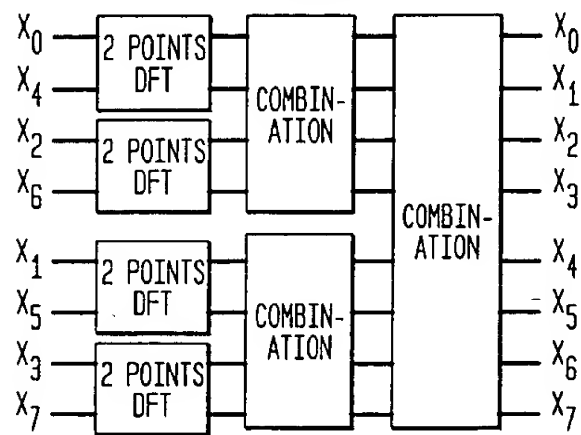 X0 2 POINTS DFT COMBIN-ATION COMBIN-ATION X0
X4 X1
X2 2 POINTS DFT X2
X6 X3
X1 2 POINTS DFT COMBIN-ATION X4
X5 X5
X3 2 POINTS DFT X6
X7 X7